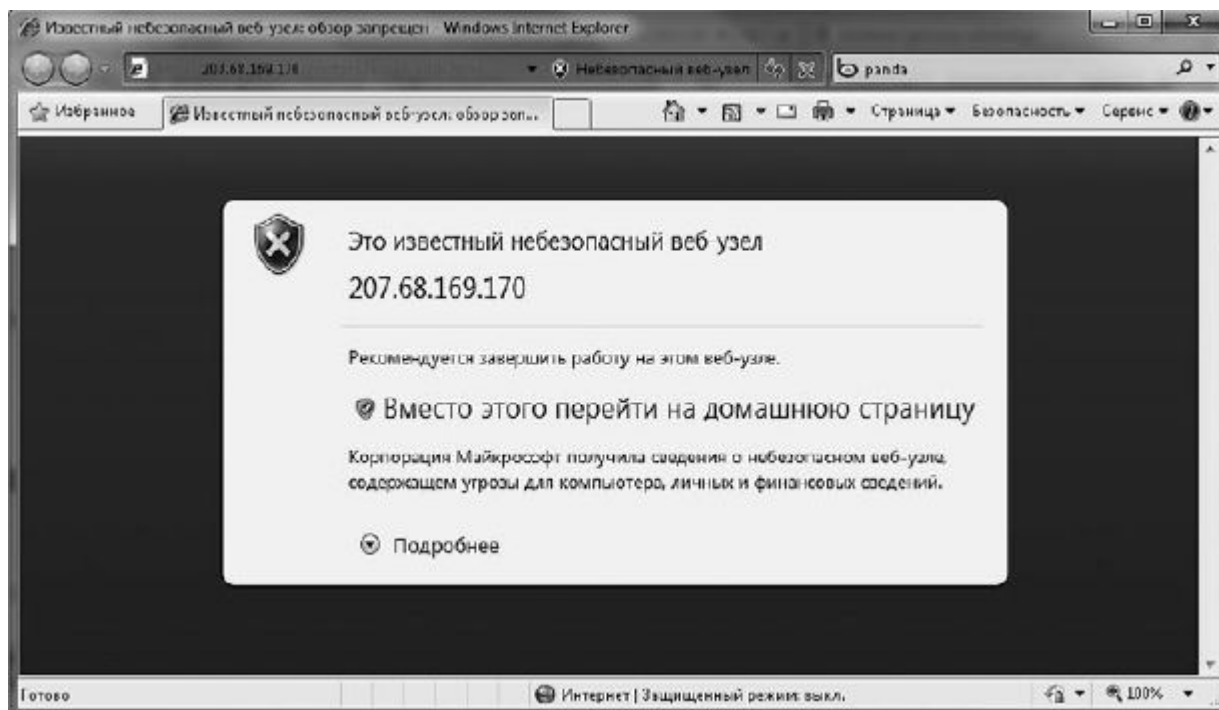 Известный небезопасный веб-узел: обзор запрещен - Windows Internet Explorer
Небезопасный веб-узел
panda
Избранное
Известный небезопасный веб-узел: обзор зап...
Страница
Безопасность
Сервис
Это известный небезопасный веб-узел
207.68.169.170
Рекомендуется завершить работу на этом веб-узле.
Вместо этого перейти на домашнюю страницу
Корпорация Майкрософт получила сведения о небезопасном веб-узле,
содержащем угрозы для компьютера, личных и финансовых сведений.
Подробнее
Готово
Интернет | Защищенный режим: выкл.
100%